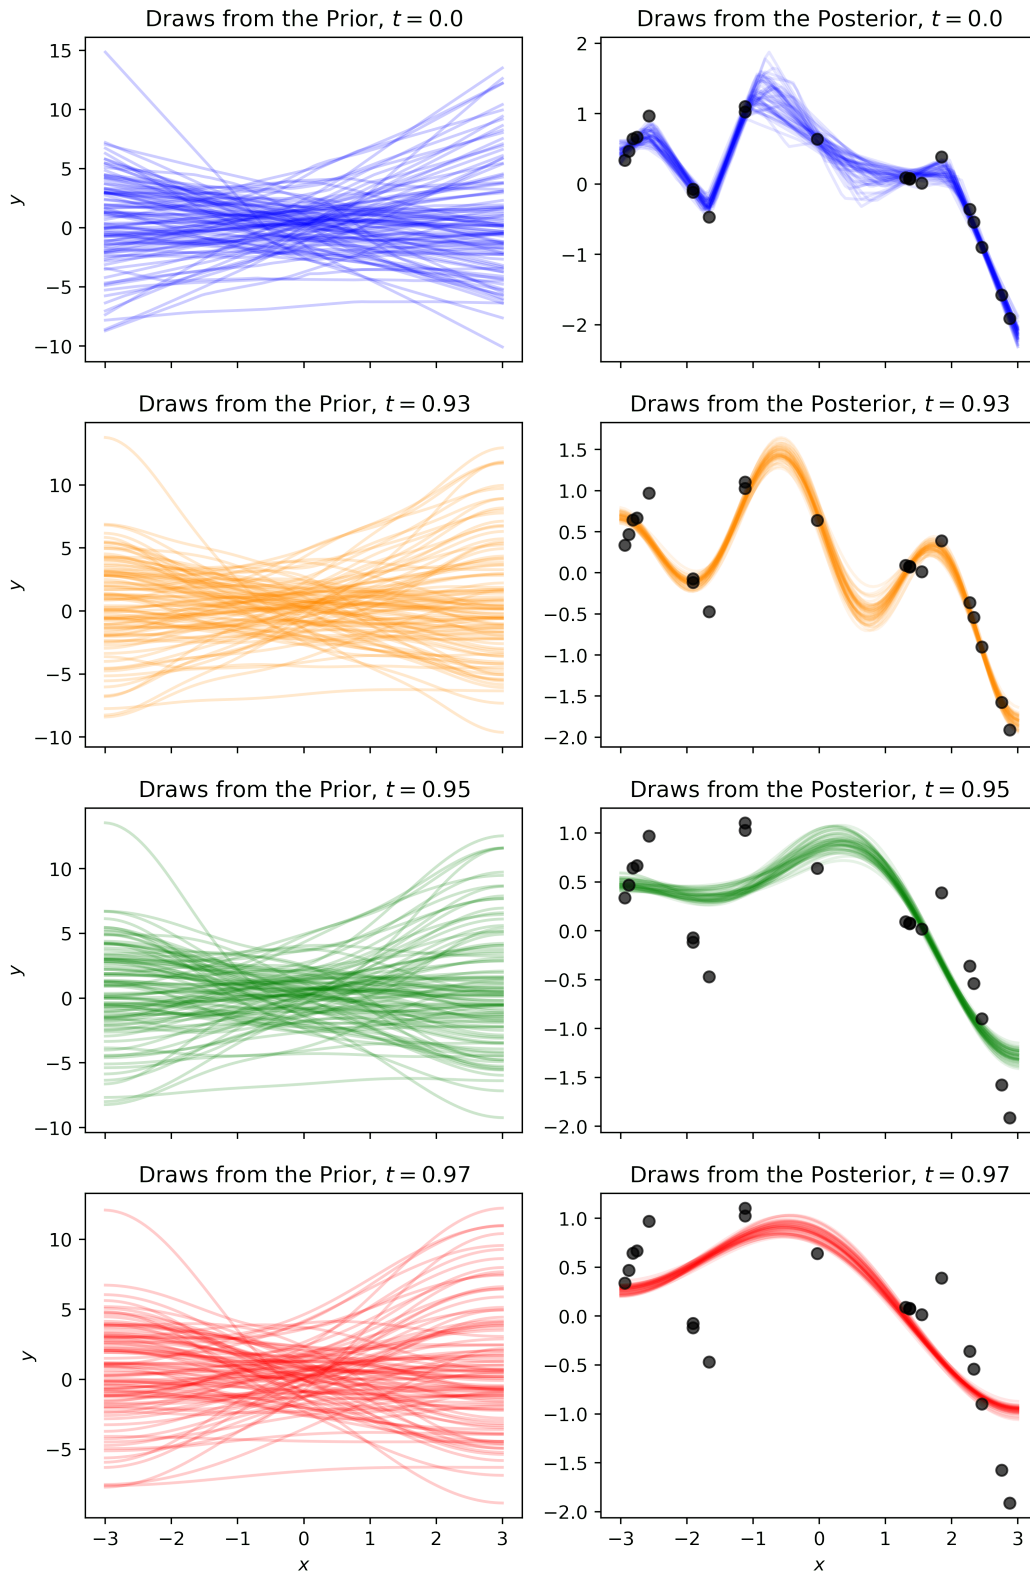 Draws from the Prior, t = 0.0
15
10
5
0
−5
−10
y
Draws from the Posterior, t = 0.0
2
1
0
−1
−2
Draws from the Prior, t = 0.93
10
5
0
−5
−10
y
Draws from the Posterior, t = 0.93
1.5
1.0
0.5
0.0
−0.5
−1.0
−1.5
−2.0
Draws from the Prior, t = 0.95
10
5
0
−5
−10
y
Draws from the Posterior, t = 0.95
1.0
0.5
0.0
−0.5
−1.0
−1.5
−2.0
Draws from the Prior, t = 0.97
10
5
0
−5
y
−3 −2 −1 0 1 2 3
x
Draws from the Posterior, t = 0.97
1.0
0.5
0.0
−0.5
−1.0
−1.5
−2.0
−3 −2 −1 0 1 2 3
x